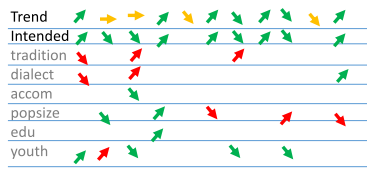 Trend
Intended
tradition
dialect
accom
popsize
edu
youth